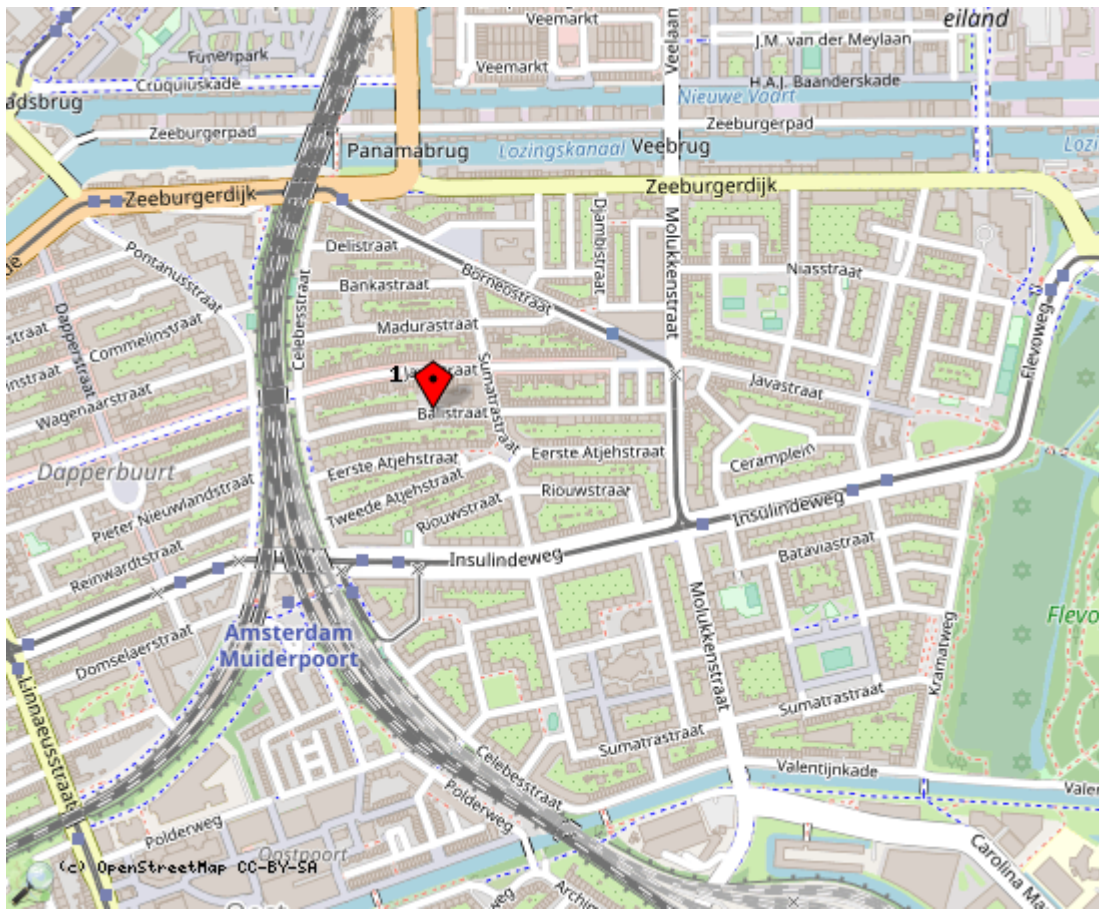 Veemarkt
Veelaan
eiland
J.M. van der Meylaan
Funenpark
Veemarkt
Cruquiuskade
H.A.J. Baanderskade
Nieuwe Vaart
adsbrug
Zeeburgerpad
Zeeburgerpad
Panamabrug
Lozingskanaal
Veebrug
Lozi
Zeeburgerdijk
Zeeburgerdijk
Pontanusstraat
Delistraat
Djambistraat
Molukkenstraat
Borneostraat
Niasstraat
Bankastraat
Celebesstraat
Dapperstraat
Commelinstraat
Madurastraat
Flevoweg
Sumatrastraat
1
Javastraat
Wagenaarstraat
Balistraat
Eerste Atjehstraat
Eerste Atjehstraat
Ceramplein
Dapperbuurt
Tweede Atjehstraat
Riouwstraat
Riouwstraat
Pieter Nieuwlandstraat
Insulindeweg
Insulindeweg
Reinwardtstraat
Bataviastraat
Amsterdam
Muiderpoort
Domselaerstraat
Molukkenstraat
Kramatweg
Flevo
Linnaeusstraat
Sumatrastraat
Sumatrastraat
Celebesstraat
Valentijnkade
Valen
Polderweg
Polderweg
Oostpoort
(c) OpenStreetMap CC-BY-SA
Carolina Ma